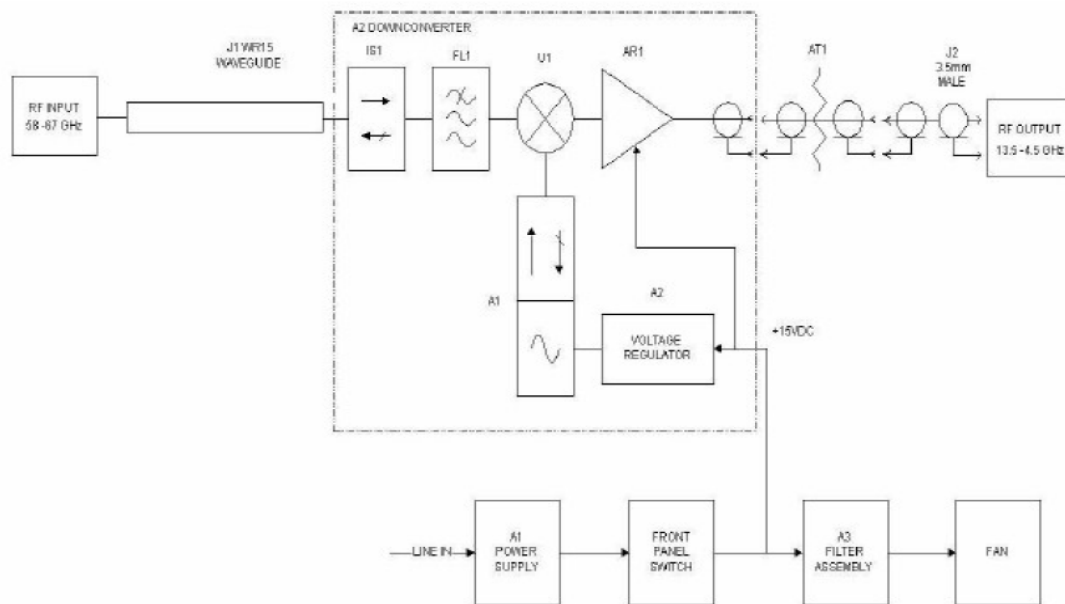 A2 DOWNCONVERTER
J1 WR15
WAVEGUIDE
IS1
FL1
U1
AR1
AT1
J2
3.5mm
MALE
RF INPUT
58-67 GHz
RF OUTPUT
13.5-4.5 GHz
A1
A2
VOLTAGE
REGULATOR
+15VDC
LINE IN
A1
POWER
SUPPLY
FRONT
PANEL
SWITCH
A3
FILTER
ASSEMBLY
FAN